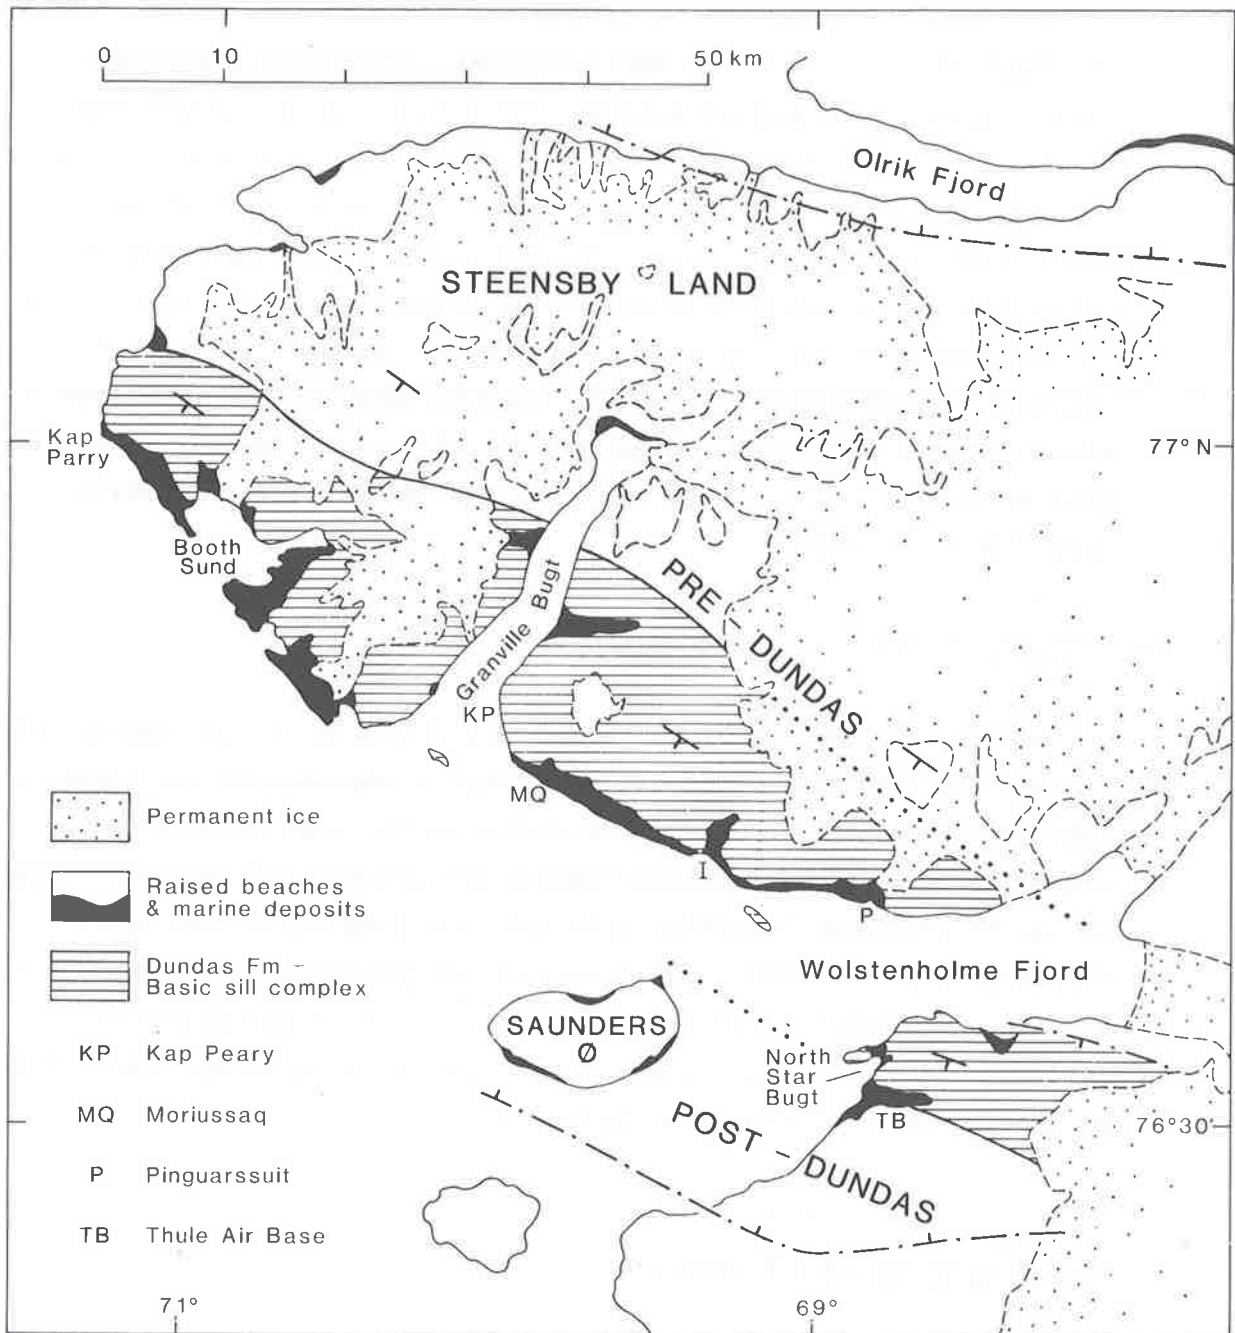 0 10 50 km
Olrik Fjord
STEENSBY LAND
Kap
Parry
77° N
Booth
Sund
Granville Bugt
PRE - DUNDAS
KP
MQ
I
P
Permanent ice
Raised beaches
& marine deposits
Dundas Fm –
Basic sill complex
KP Kap Peary
MQ Moriussaq
P Pinguarssuit
TB Thule Air Base
Wolstenholme Fjord
SAUNDERS
Ø
North
Star
Bugt
TB
POST - DUNDAS
76°30'
71°
69°